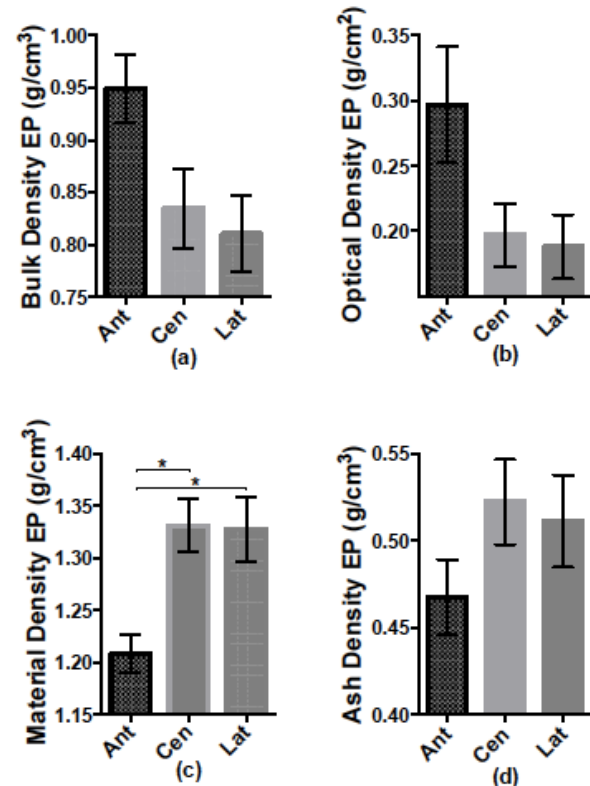 Bulk Density EP (g/cm³)
1.00
0.95
0.90
0.85
0.80
0.75
Ant
Cen
Lat
(a)
Optical Density EP (g/cm²)
0.35
0.30
0.20
Ant
Cen
Lat
(b)
Material Density EP (g/cm³)
1.40
1.35
1.30
1.25
1.20
1.15
*
*
Ant
Cen
Lat
(c)
Ash Density EP (g/cm³)
0.55
0.50
0.45
0.40
Ant
Cen
Lat
(d)